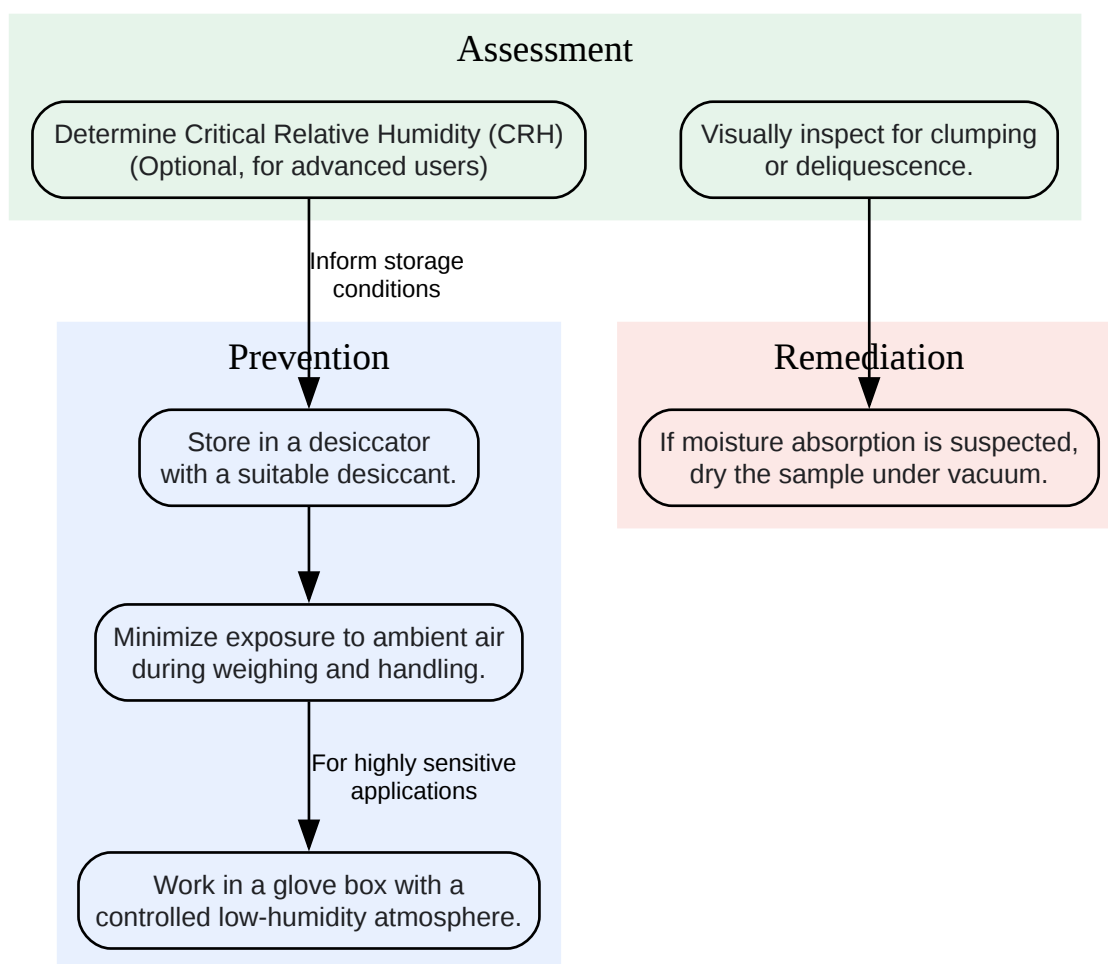 Assessment
Determine Critical Relative Humidity (CRH)
(Optional, for advanced users)
Visually inspect for clumping
or deliquescence.
Inform storage
conditions
Prevention
Remediation
Store in a desiccator
with a suitable desiccant.
If moisture absorption is suspected,
dry the sample under vacuum.
Minimize exposure to ambient air
during weighing and handling.
For highly sensitive
applications
Work in a glove box with a
controlled low-humidity atmosphere.